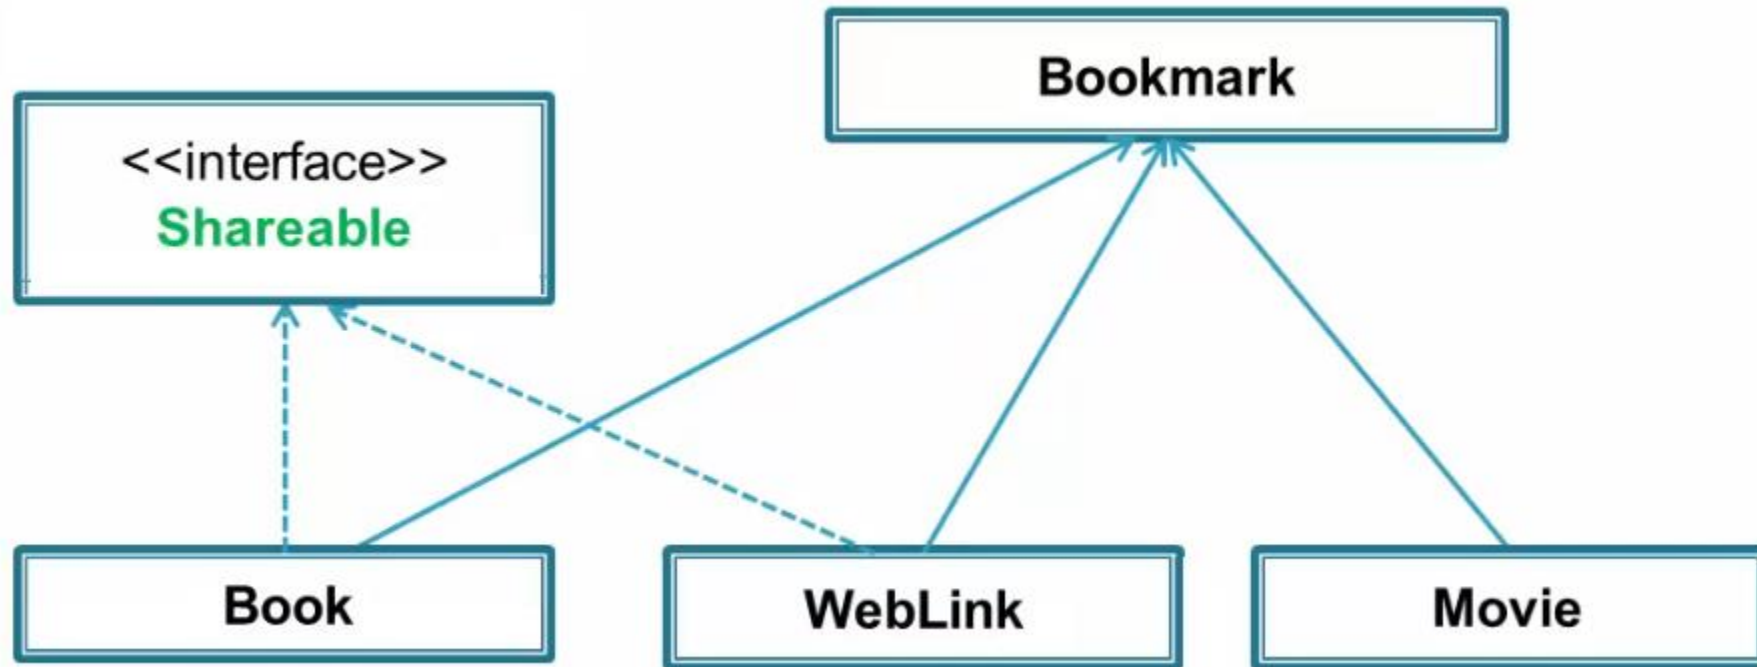 Bookmark
<<interface>>
Shareable
Book
WebLink
Movie